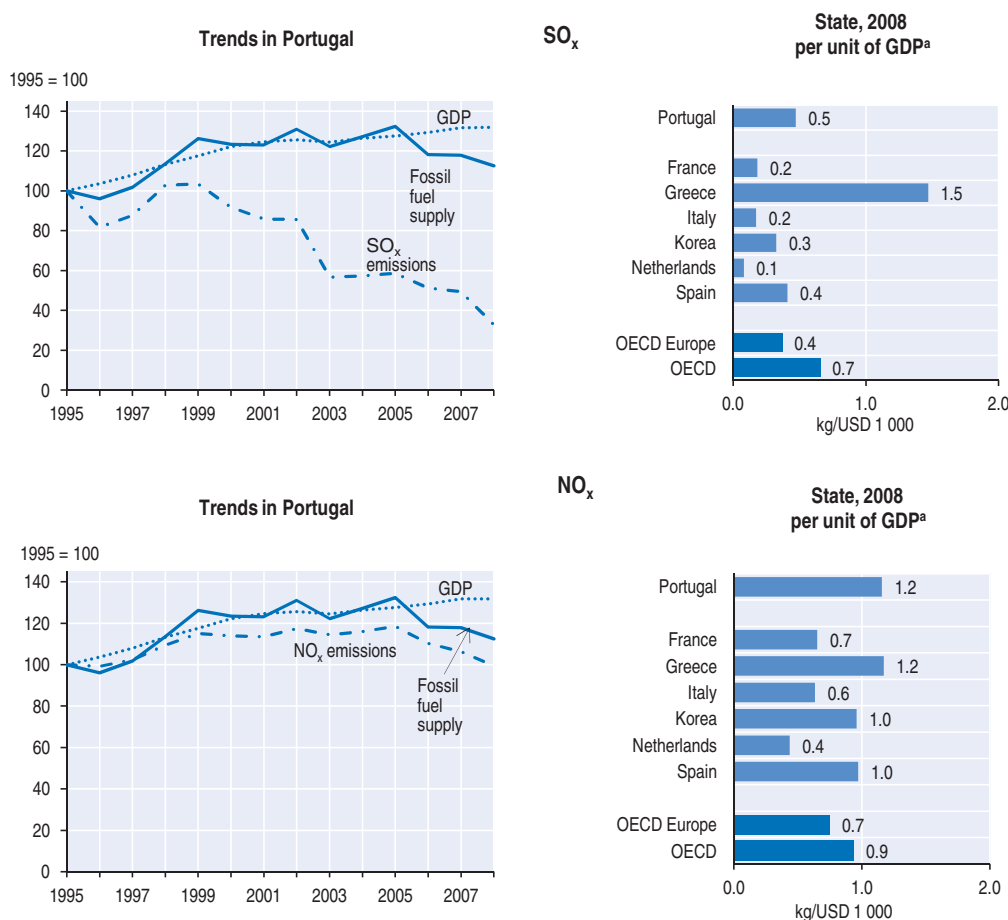 SOx
Trends in Portugal
1995 = 100
140
120
100
80
60
40
20
0
GDP
Fossil
fuel
supply
SOx
emissions
1995 1997 1999 2001 2003 2005 2007
State, 2008
per unit of GDPa
Portugal 0.5
France 0.2
Greece 1.5
Italy 0.2
Korea 0.3
Netherlands 0.1
Spain 0.4
OECD Europe 0.4
OECD 0.7
0.0 1.0 2.0
kg/USD 1 000
NOx
Trends in Portugal
1995 = 100
140
120
100
80
60
40
20
0
GDP
NOx emissions
Fossil
fuel
supply
1995 1997 1999 2001 2003 2005 2007
State, 2008
per unit of GDPa
Portugal 1.2
France 0.7
Greece 1.2
Italy 0.6
Korea 1.0
Netherlands 0.4
Spain 1.0
OECD Europe 0.7
OECD 0.9
0.0 1.0 2.0
kg/USD 1 000